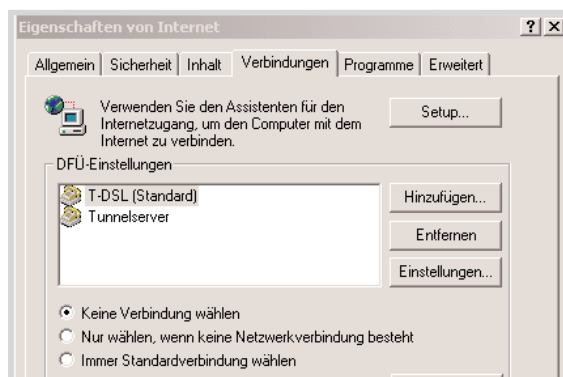 Eigenschaften von Internet
Allgemein Sicherheit Inhalt Verbindungen Programme Erweitert
Verwenden Sie den Assistenten für den
Internetzugang, um den Computer mit dem
Internet zu verbinden.
Setup...
DFÜ-Einstellungen
T-DSL (Standard)
Tunnelserver
Hinzufügen...
Entfernen
Einstellungen...
Keine Verbindung wählen
Nur wählen, wenn keine Netzwerkverbindung besteht
Immer Standardverbindung wählen